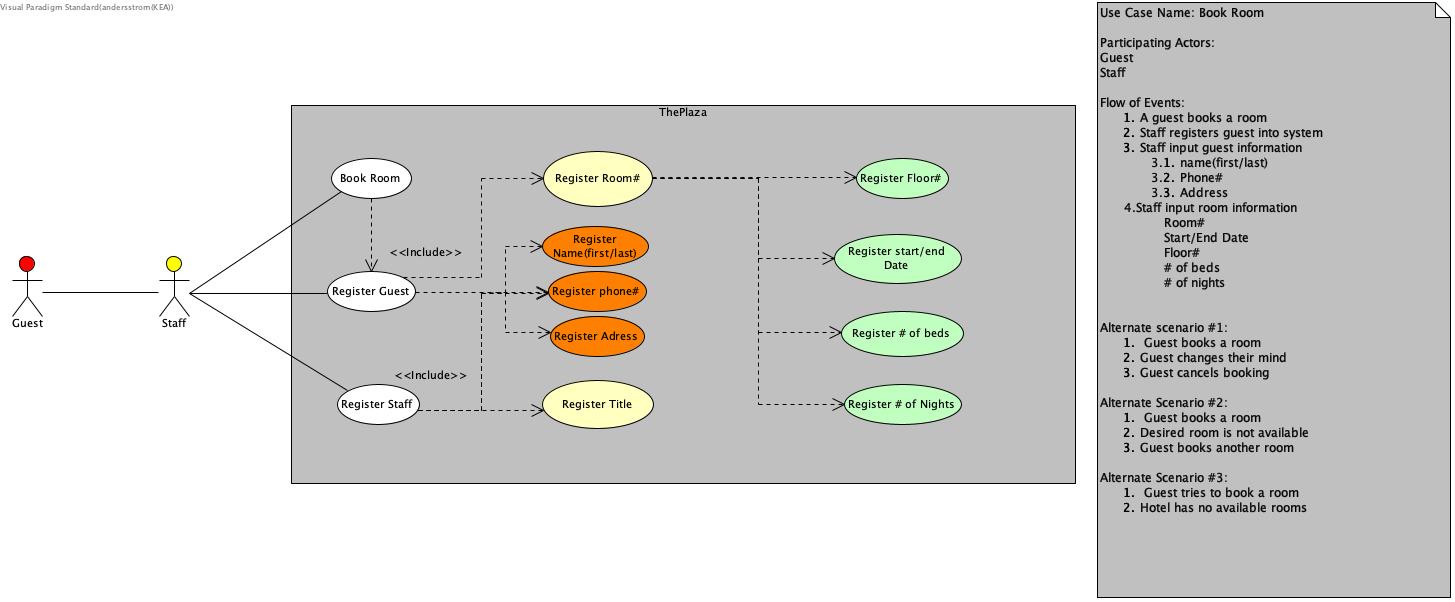 Visual Paradigm Standard(andersstrom(KEA))
ThePlaza
Book Room
<<Include>>
Register Guest
<<Include>>
Register Staff
Guest
Staff
Register Room#
Register
Name(first/last)
Register phone#
Register Adress
Register Title
Register Floor#
Register start/end
Date
Register # of beds
Register # of Nights
Use Case Name: Book Room
Participating Actors:
Guest
Staff
Flow of Events:
1. A guest books a room
2. Staff registers guest into system
3. Staff input guest information
3.1. name(first/last)
3.2. Phone#
3.3. Address
4.Staff input room information
Room#
Start/End Date
Floor#
# of beds
# of nights
Alternate scenario #1:
1. Guest books a room
2. Guest changes their mind
3. Guest cancels booking
Alternate Scenario #2:
1. Guest books a room
2. Desired room is not available
3. Guest books another room
Alternate Scenario #3:
1. Guest tries to book a room
2. Hotel has no available rooms